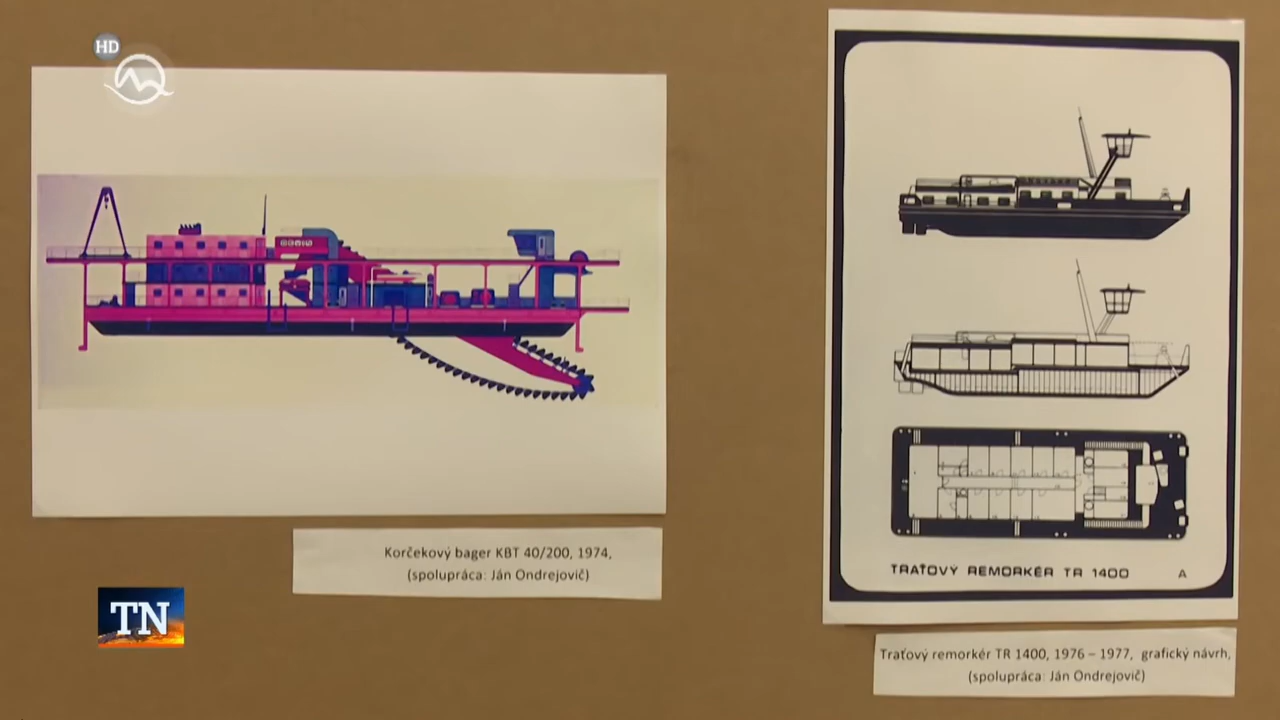 HD
DEVÍN
Korčekový bager KBT 40/200, 1974,
(spolupráca: Ján Ondrejovič)
TN
TRAŤOVÝ REMORKÉR TR 1400 A
Traťový remorkér TR 1400, 1976 – 1977, grafický návrh,
(spolupráca: Ján Ondrejovič)